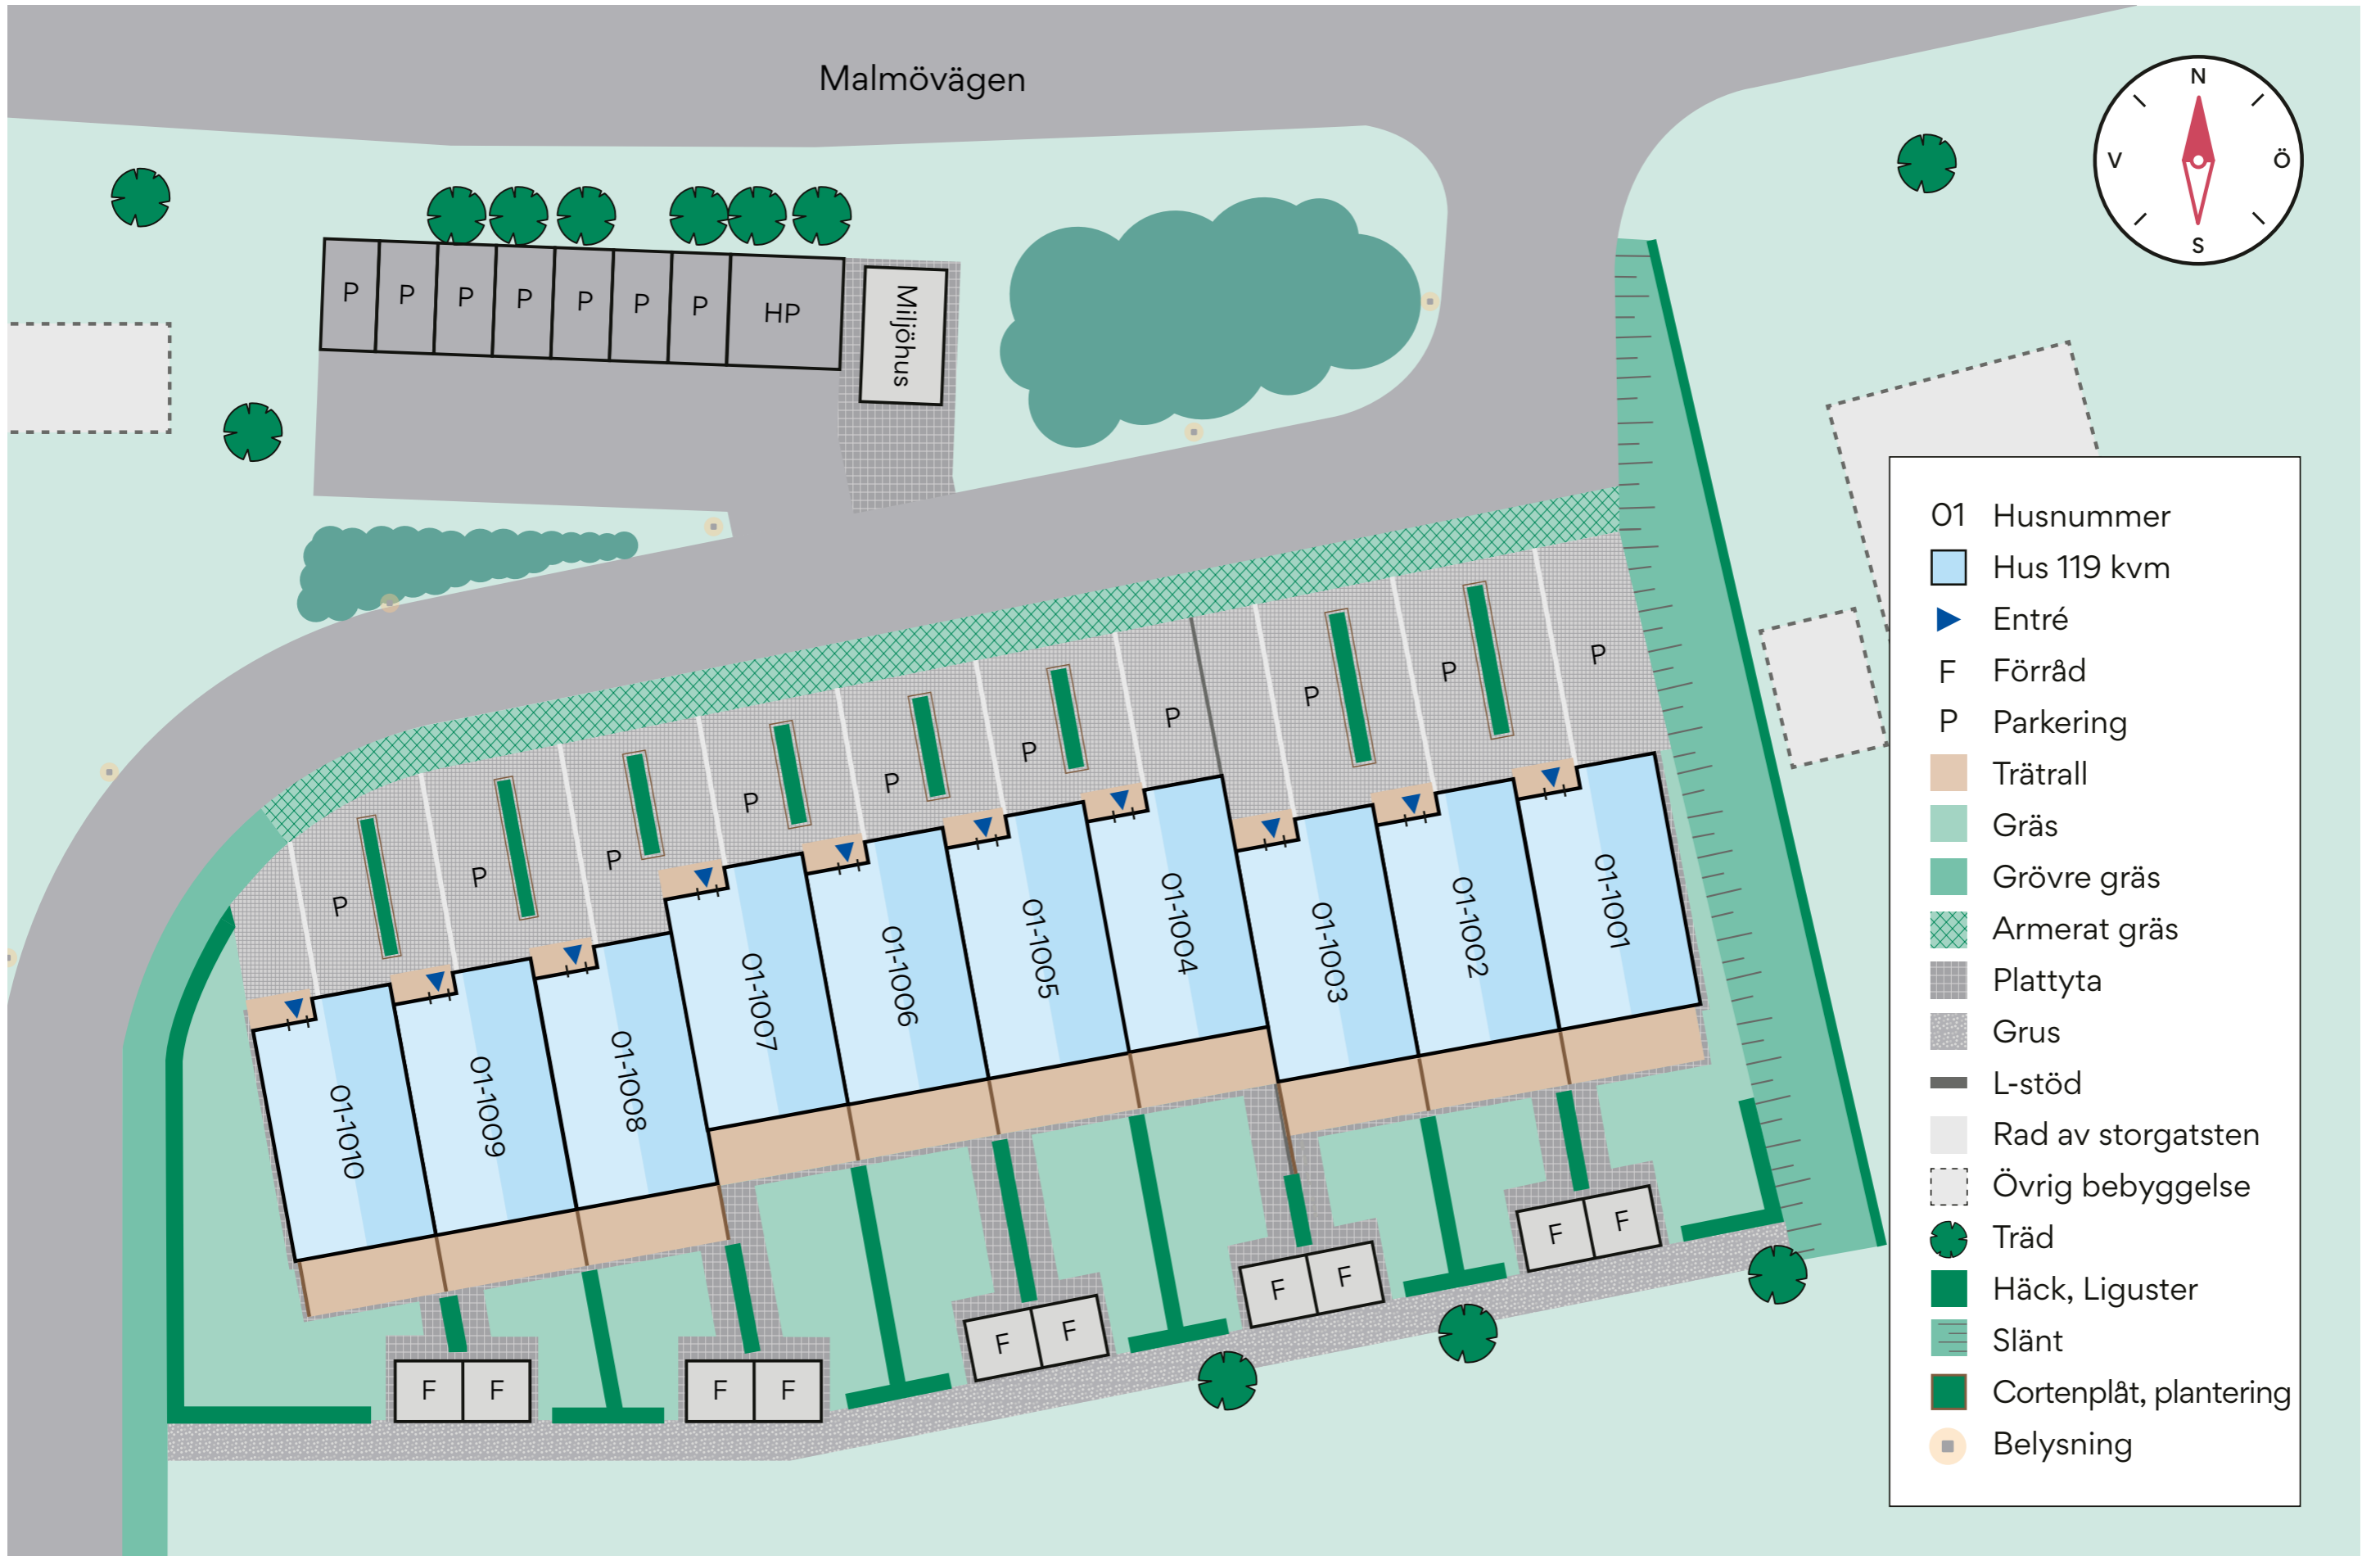 Malmövägen
N
V
Ö
S
P
P
P
P
P
P
P
HP
Miljöhus
P
P
P
P
P
P
P
P
P
P
01-1010
01-1009
01-1008
01-1007
01-1006
01-1005
01-1004
01-1003
01-1002
01-1001
F
F
F
F
F
F
F
F
F
F
01 Husnummer
Hus 119 kvm
Entré
F Förråd
P Parkering
Trätrall
Gräs
Grövre gräs
Armerat gräs
Plattyta
Grus
L-stöd
Rad av storgatsten
Övrig bebyggelse
Träd
Häck, Liguster
Slänt
Cortenplåt, plantering
Belysning